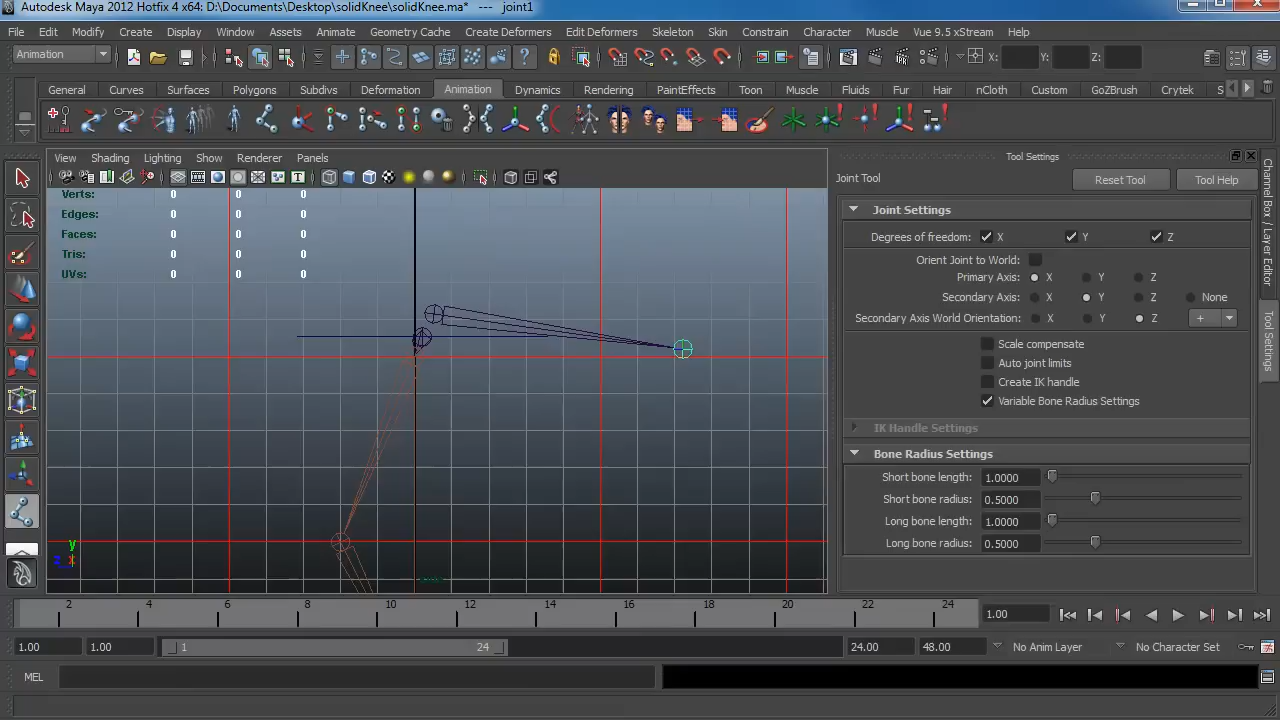 Autodesk Maya 2012 Hotfix 4 x64: D:\Documents\Desktop\solidKnee\solidKnee.ma* --- joint1
File Edit Modify Create Display Window Assets Animate Geometry Cache Create Deformers Edit Deformers Skeleton Skin Constrain Character Muscle Vue 9.5 xStream Help
Animation X: Y: Z:
General Curves Surfaces Polygons Subdivs Deformation Animation Dynamics Rendering PaintEffects Toon Muscle Fluids Fur Hair nCloth Custom GoZBrush Crytek S
View Shading Lighting Show Renderer Panels
Tool Settings
Joint Tool Reset Tool Tool Help
Verts: 0 0 0
Edges: 0 0 0
Faces: 0 0 0
Tris: 0 0 0
UVs: 0 0 0
Joint Settings
Degrees of freedom: X Y Z
Orient Joint to World:
Primary Axis: X Y Z
Secondary Axis: X Y Z None
Secondary Axis World Orientation: X Y Z +
Scale compensate
Auto joint limits
Create IK handle
Variable Bone Radius Settings
IK Handle Settings
Bone Radius Settings
Short bone length: 1.0000
Short bone radius: 0.5000
Long bone length: 1.0000
Long bone radius: 0.5000
Channel Box / Layer Editor
Tool Settings
y
z x
2 4 6 8 10 12 14 16 18 20 22 24 1.00
1.00 1.00 1 24 24.00 48.00 No Anim Layer No Character Set
MEL